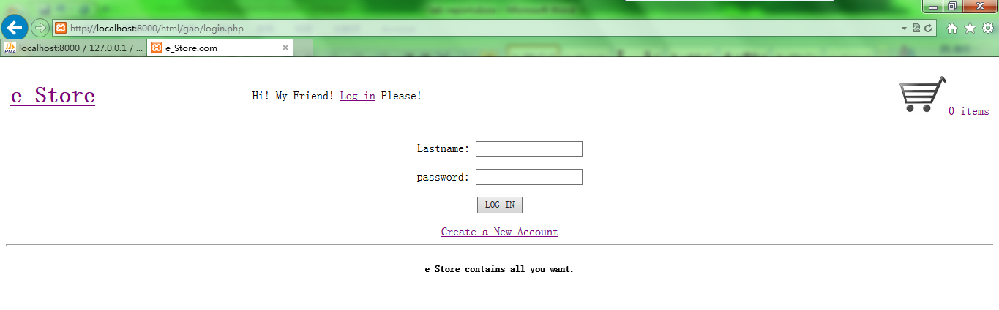 http://localhost:8000/html/gao/login.php
PMA localhost:8000 / 127.0.0.1 / ... e_Store.com
e Store Hi! My Friend! Log in Please! 0 items
Lastname:
password:
LOG IN
Create a New Account
e_Store contains all you want.